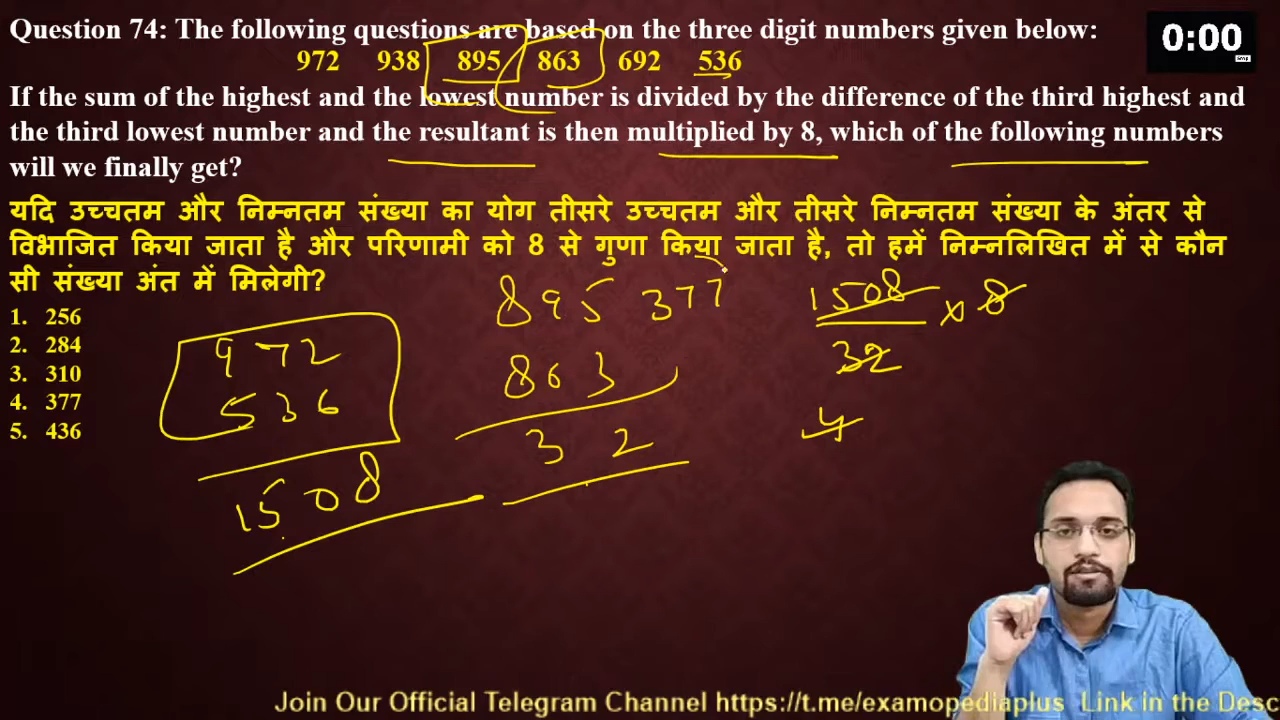 Question 74: The following questions are based on the three digit numbers given below:
0:00
972 938 895 863 692 536
If the sum of the highest and the lowest number is divided by the difference of the third highest and
the third lowest number and the resultant is then multiplied by 8, which of the following numbers
will we finally get?
यदि उच्चतम और निम्नतम संख्या का योग तीसरे उच्चतम और तीसरे निम्नतम संख्या के अंतर से
विभाजित किया जाता है और परिणामी को 8 से गुणा किया जाता है, तो हमें निम्नलिखित में से कौन
सी संख्या अंत में मिलेगी?
1. 256
2. 284
3. 310
4. 377
5. 436
972
536
1508
895 377
863
32
1508 x 8
32
4
Join Our Official Telegram Channel https://t.me/examopediaplus Link in the Desc